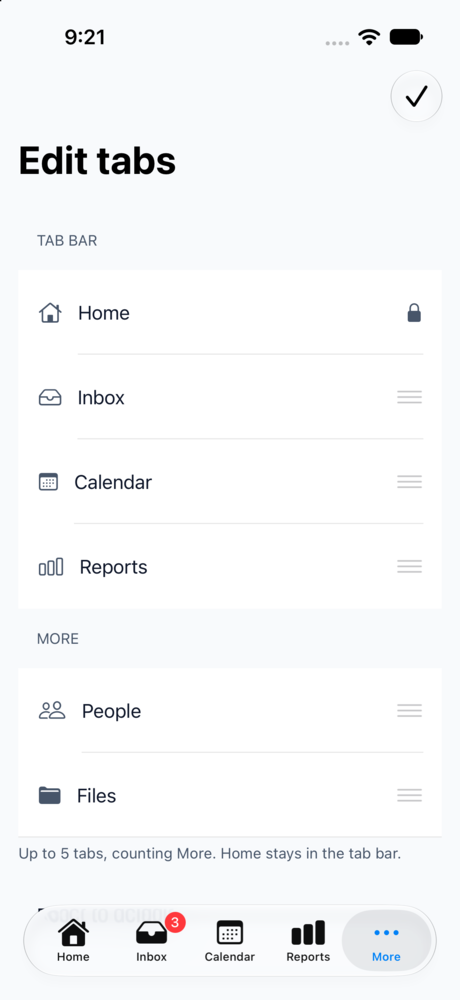 9:21
Edit tabs
TAB BAR
Home
Inbox
Calendar
Reports
MORE
People
Files
Up to 5 tabs, counting More. Home stays in the tab bar.
3
Home
Inbox
Calendar
Reports
More